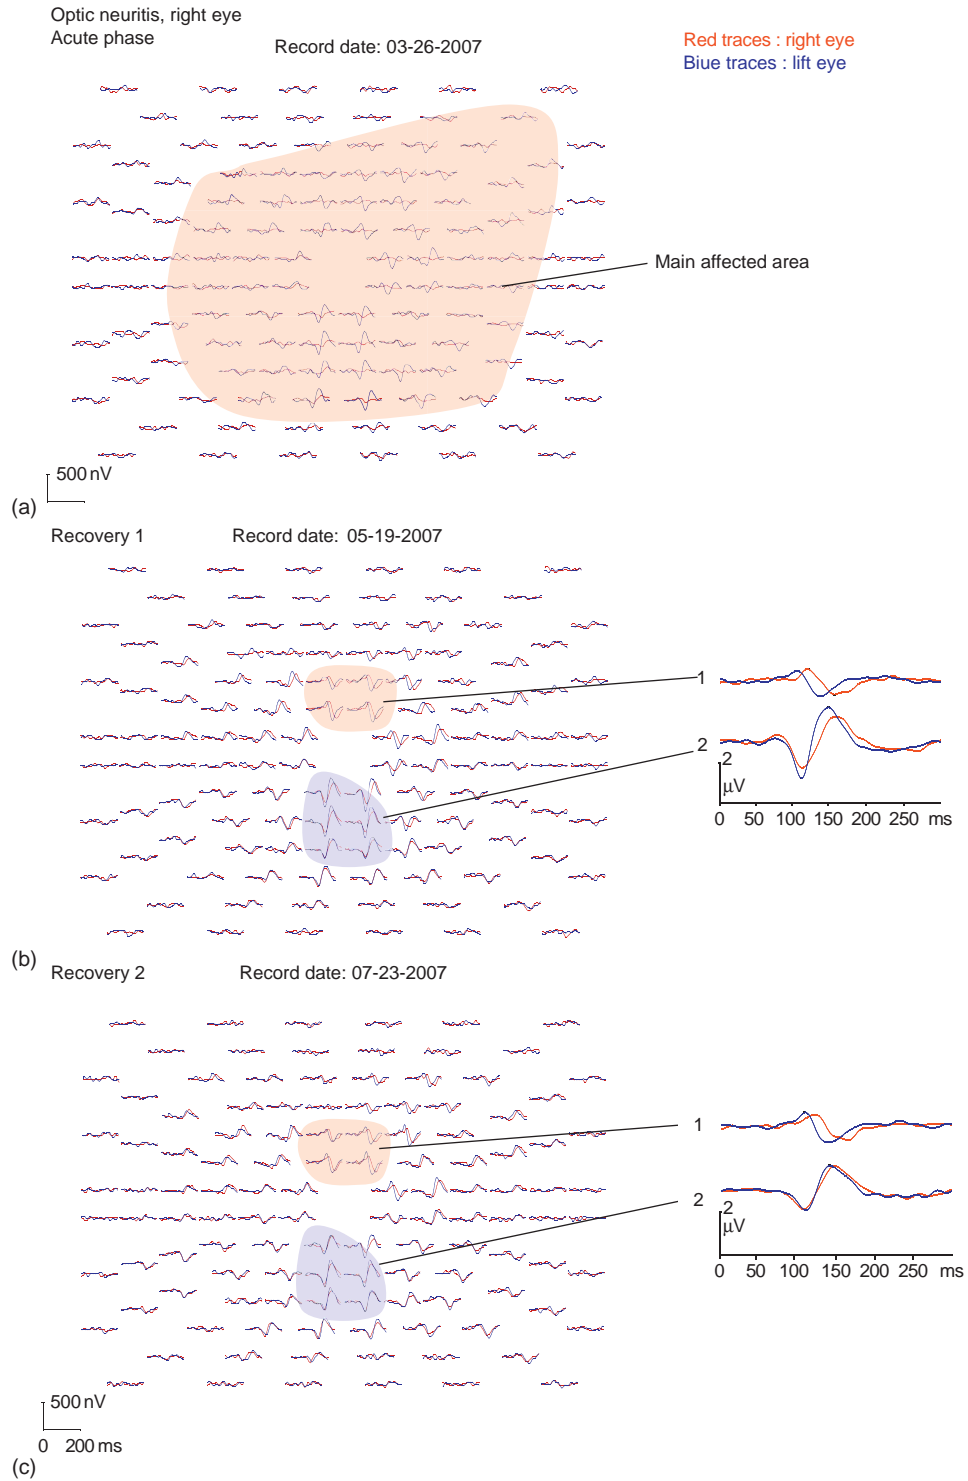 Optic neuritis, right eye
Acute phase
Record date: 03-26-2007
Red traces : right eye
Biue traces : lift eye
Main affected area
500 nV
(a)
Recovery 1
Record date: 05-19-2007
1
2
2
µV
0 50 100 150 200 250 ms
(b)
Recovery 2
Record date: 07-23-2007
1
2
2
µV
0 50 100 150 200 250 ms
500 nV
0 200 ms
(c)